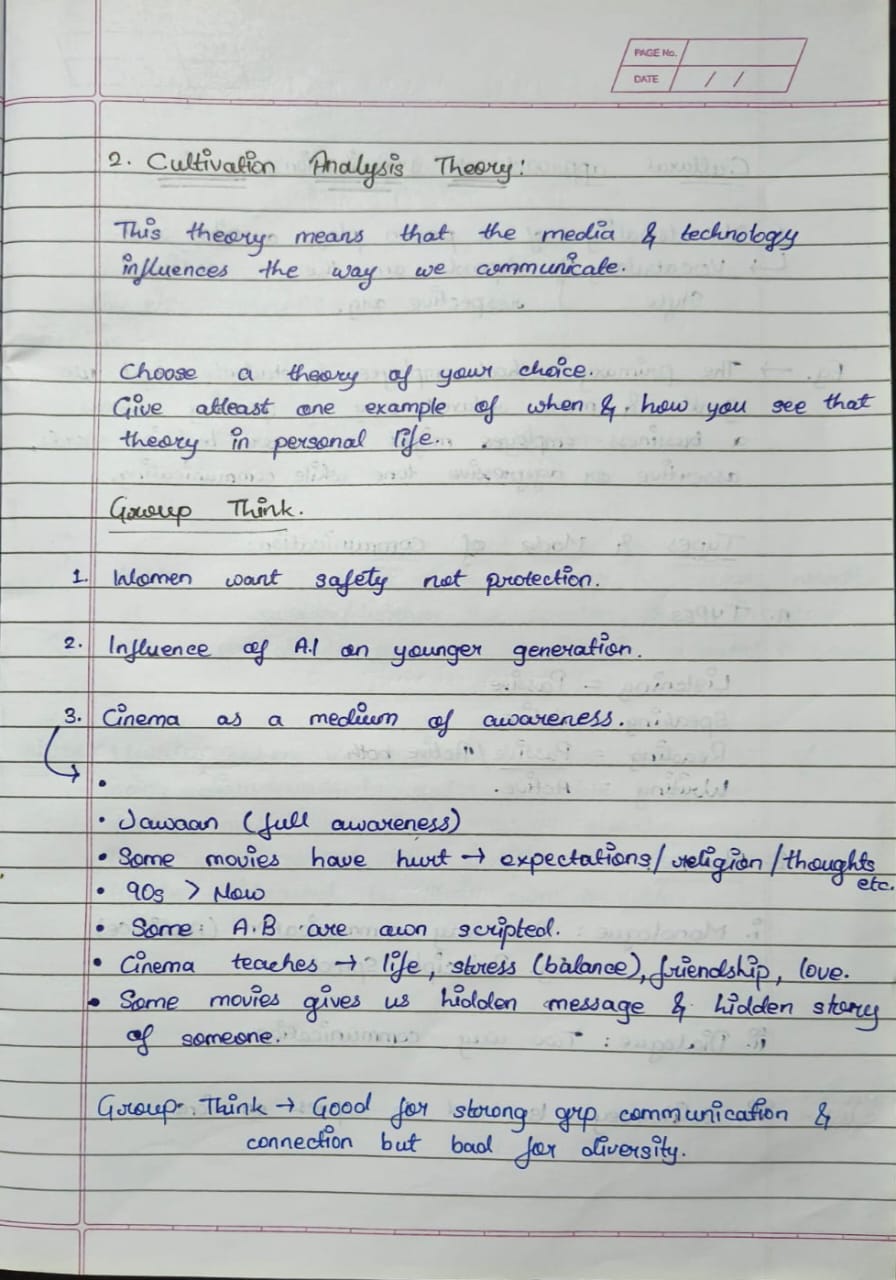 PAGE No.
DATE / /
2. Cultivation Analysis Theory:
This theory means that the media & technology
influences the way we communicate.
Choose a theory of your choice.
Give atleast one example of when & how you see that
theory in personal life.
Group Think.
1. Women want safety not protection.
2. Influence of A.I on younger generation.
3. Cinema as a medium of awareness.
•
• Jawaan (full awareness)
• Some movies have hurt → expectations/religion/thoughts
etc.
• 90s > Now
• Some: A.B are own scripted.
• Cinema teaches → life, stress (balance), friendship, love.
• Some movies gives us hidden message & hidden story
of someone.
Group Think → Good for strong grp communication &
connection but bad for diversity.